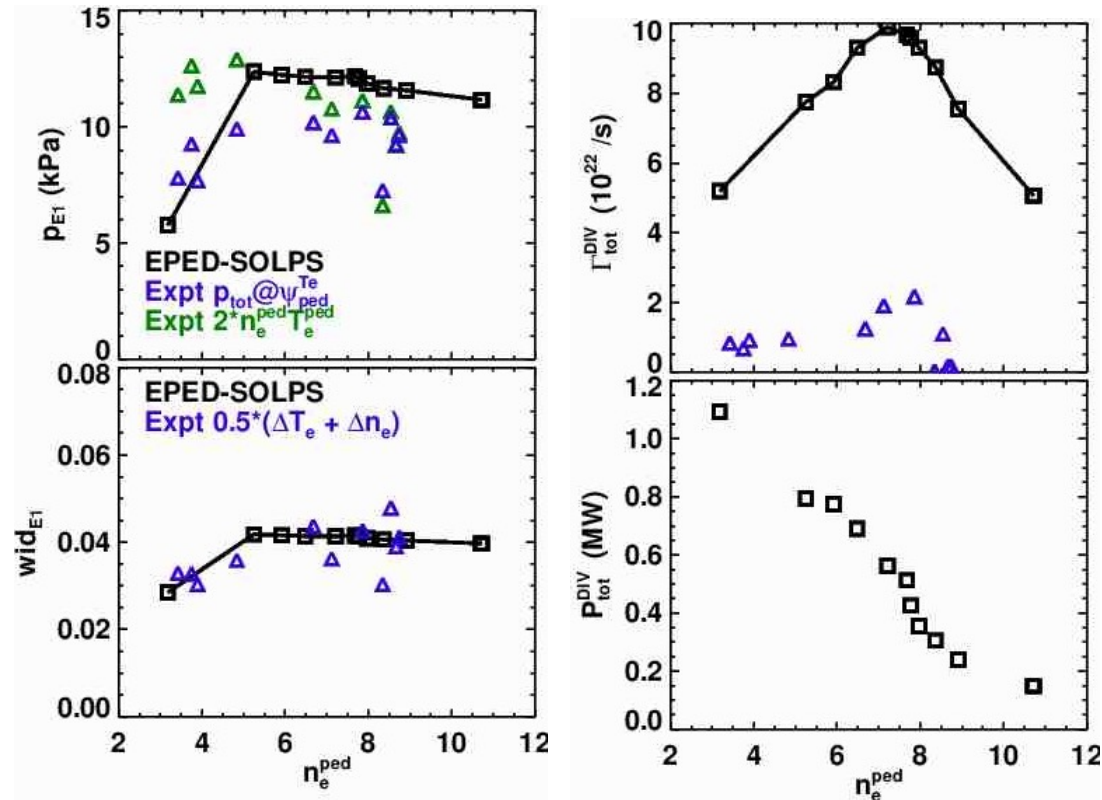 15
10
5
0
p_E1 (kPa)
EPED-SOLPS
Expt p_tot@ψ_ped^Te
Expt 2*n_e^ped T_e^ped
0.08
0.06
0.04
0.02
0.00
wid_E1
EPED-SOLPS
Expt 0.5*(ΔT_e + Δn_e)
2 4 6 8 10 12
n_e^ped
10
8
6
4
2
0
Γ_tot^DIV (10^22 /s)
1.2
1.0
0.8
0.6
0.4
0.2
0.0
P_tot^DIV (MW)
2 4 6 8 10 12
n_e^ped